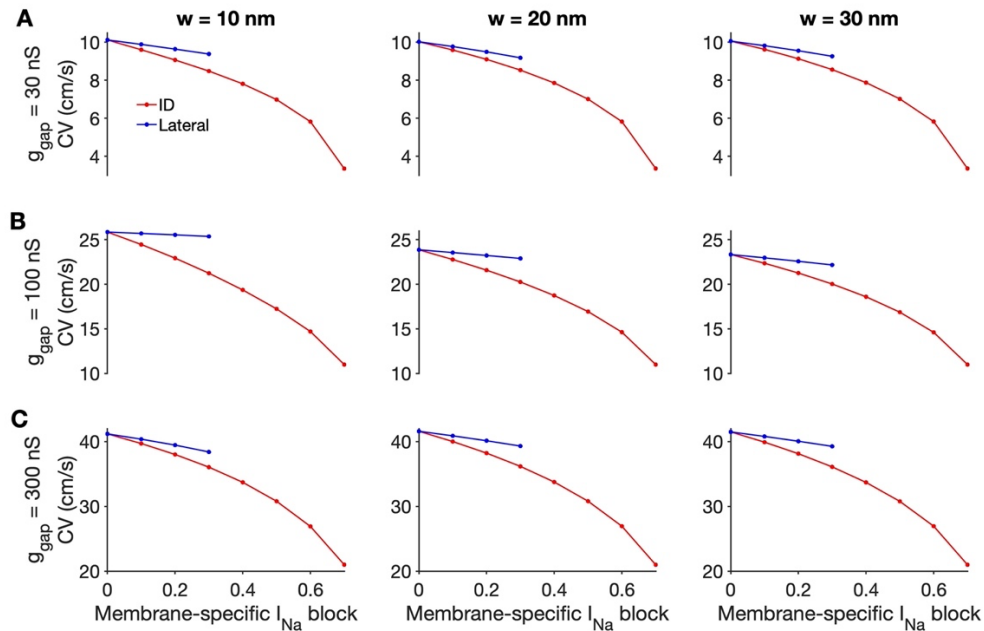 A
w = 10 nm
w = 20 nm
w = 30 nm
g_gap = 30 nS
CV (cm/s)
10
8
6
4
ID
Lateral
10
8
6
4
10
8
6
4
B
g_gap = 100 nS
CV (cm/s)
25
20
15
10
25
20
15
10
25
20
15
10
C
g_gap = 300 nS
CV (cm/s)
40
30
20
0 0.2 0.4 0.6
Membrane-specific I_Na block
40
30
20
0 0.2 0.4 0.6
Membrane-specific I_Na block
40
30
20
0 0.2 0.4 0.6
Membrane-specific I_Na block